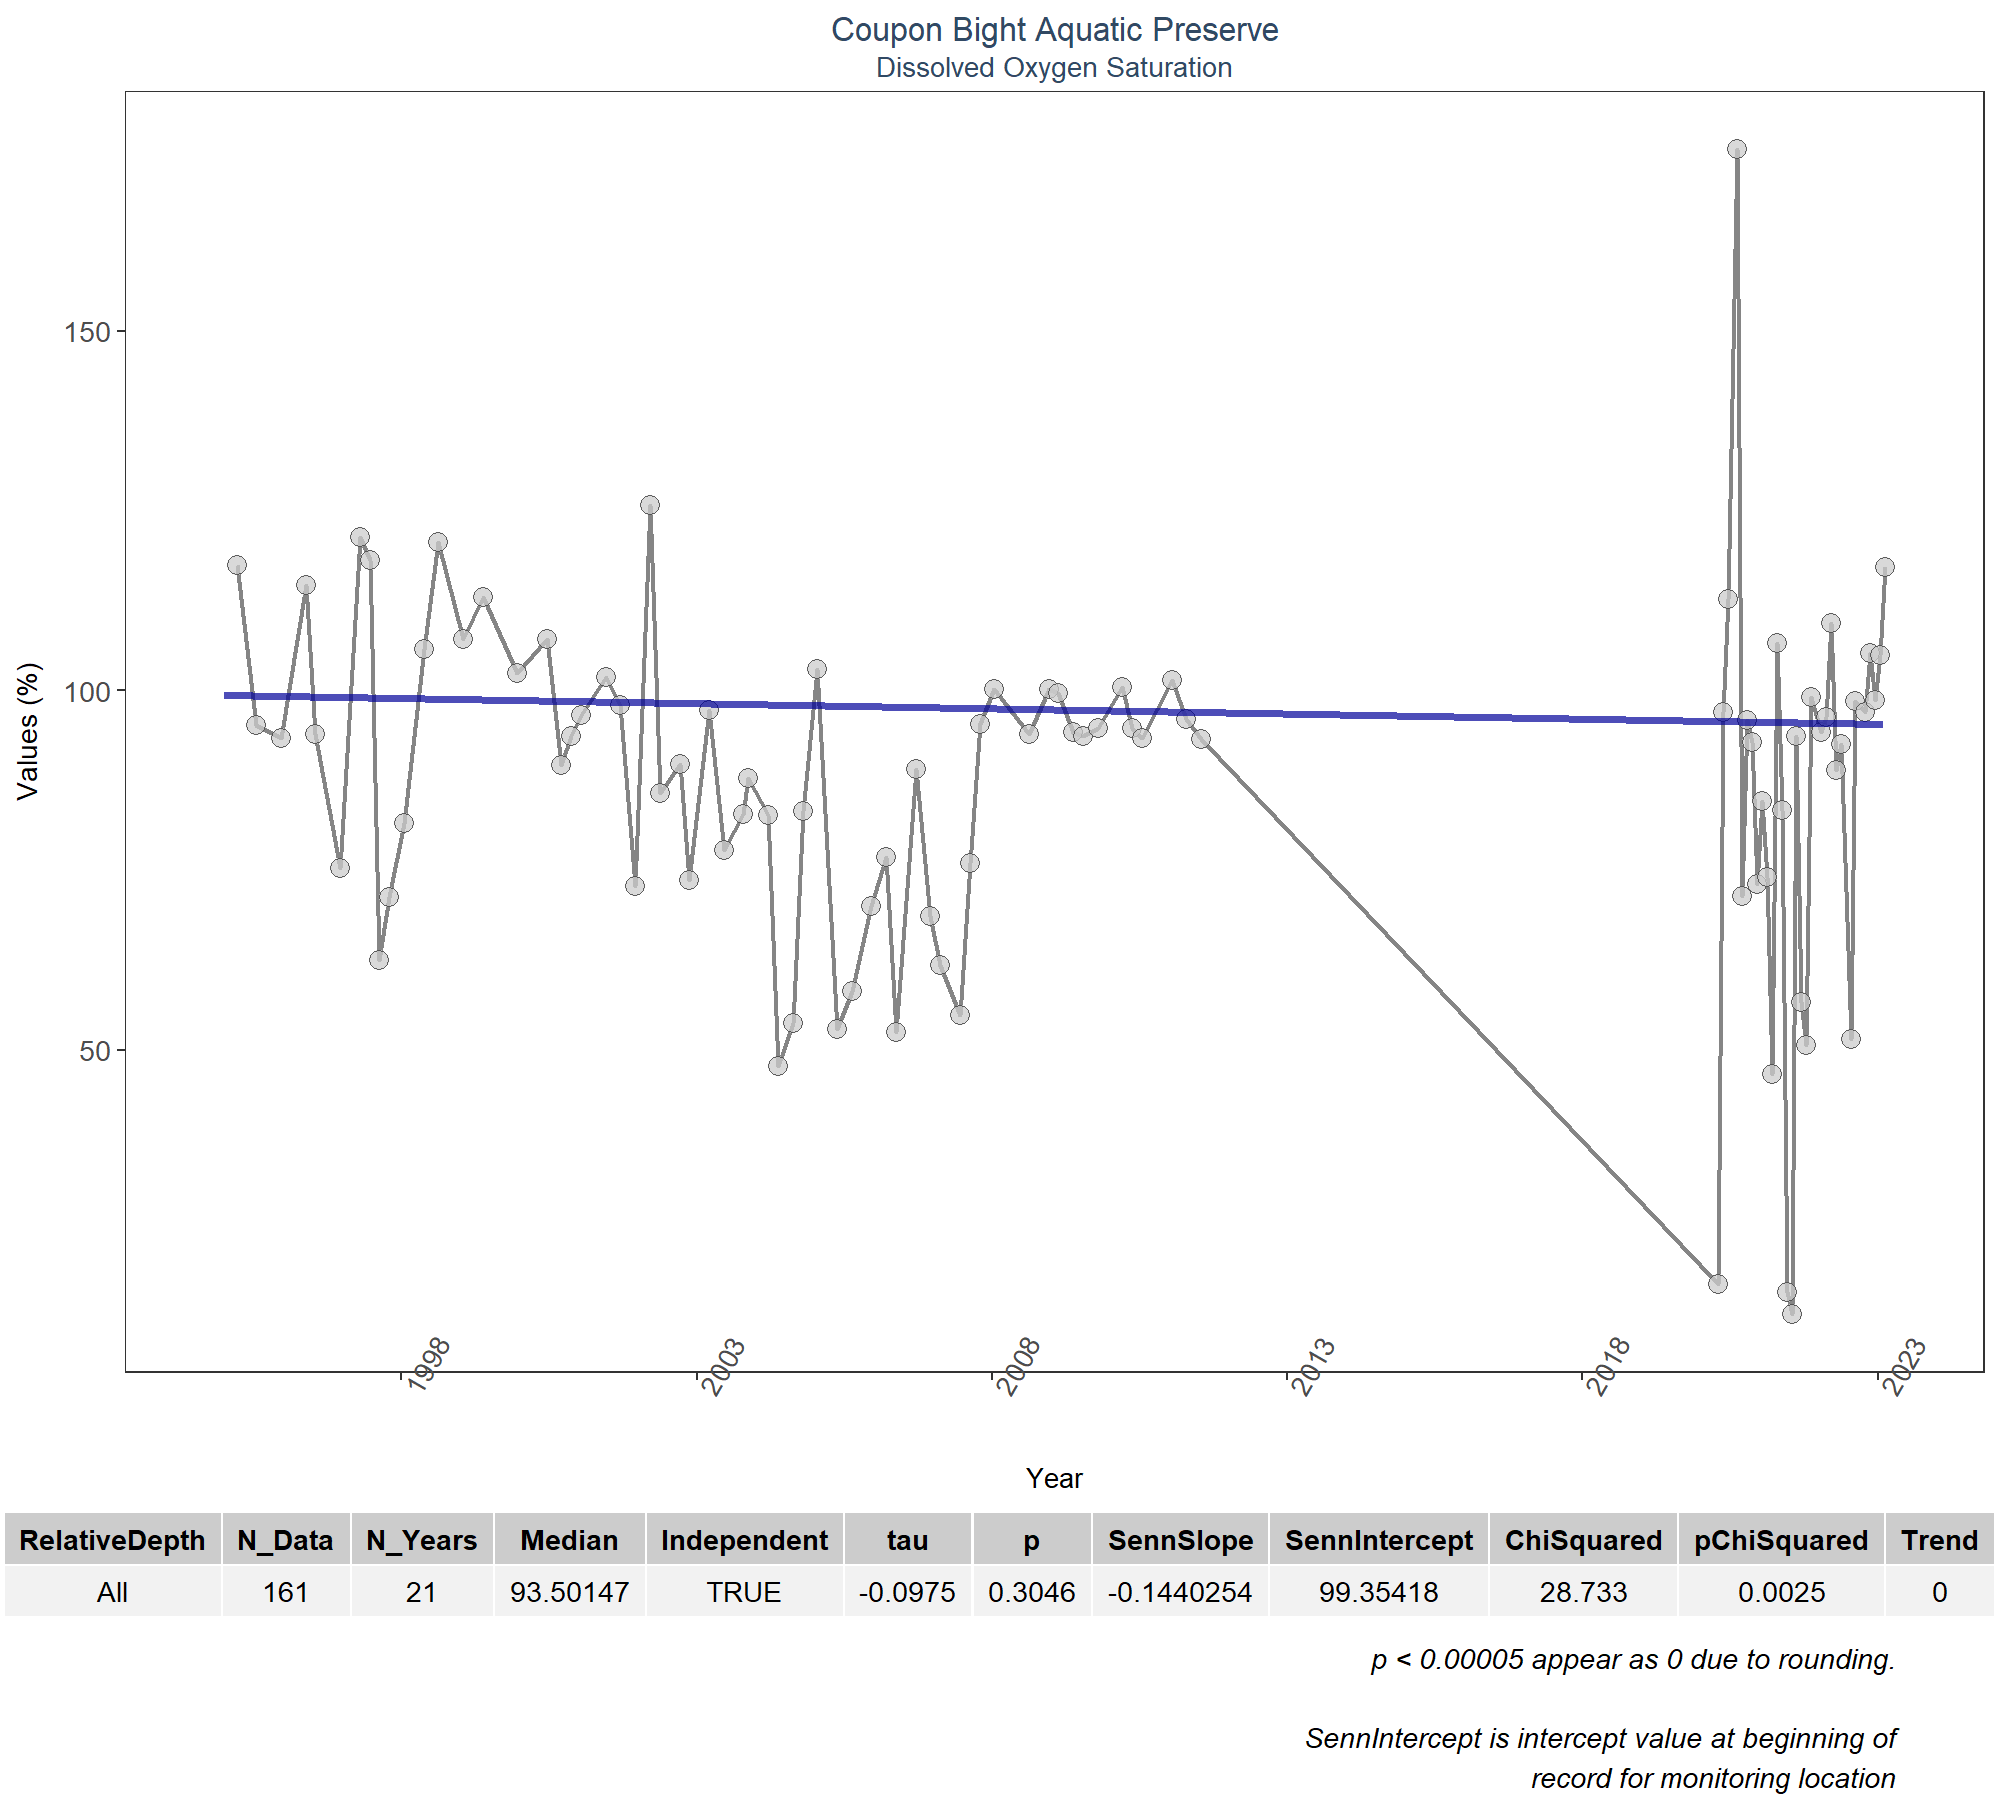 Coupon Bight Aquatic Preserve
Dissolved Oxygen Saturation
Values (%)
150
100
50
1998 2003 2008 2013 2018 2023
Year
RelativeDepth N_Data N_Years Median Independent tau p SennSlope SennIntercept ChiSquared pChiSquared Trend
All 161 21 93.50147 TRUE -0.0975 0.3046 -0.1440254 99.35418 28.733 0.0025 0
p < 0.00005 appear as 0 due to rounding.
SennIntercept is intercept value at beginning of
record for monitoring location